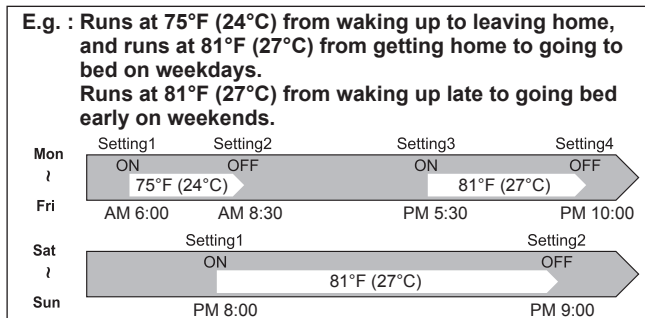 E.g. : Runs at 75°F (24°C) from waking up to leaving home,
and runs at 81°F (27°C) from getting home to going to
bed on weekdays.
Runs at 81°F (27°C) from waking up late to going bed
early on weekends.
Mon
~
Fri
Setting1 Setting2 Setting3 Setting4
ON OFF ON OFF
75°F (24°C) 81°F (27°C)
AM 6:00 AM 8:30 PM 5:30 PM 10:00
Sat
~
Sun
Setting1 Setting2
ON OFF
81°F (27°C)
PM 8:00 PM 9:00